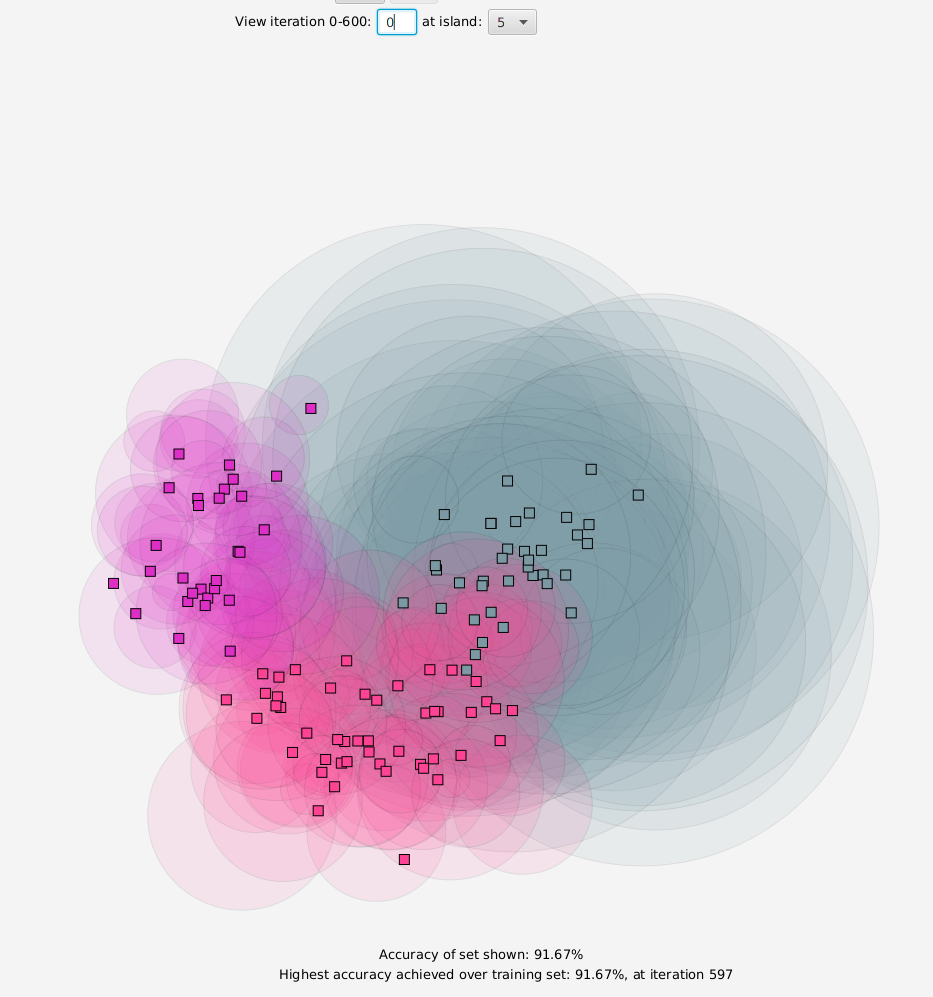 View iteration 0-600: 0 at island: 5
Accuracy of set shown: 91.67%
Highest accuracy achieved over training set: 91.67%, at iteration 597